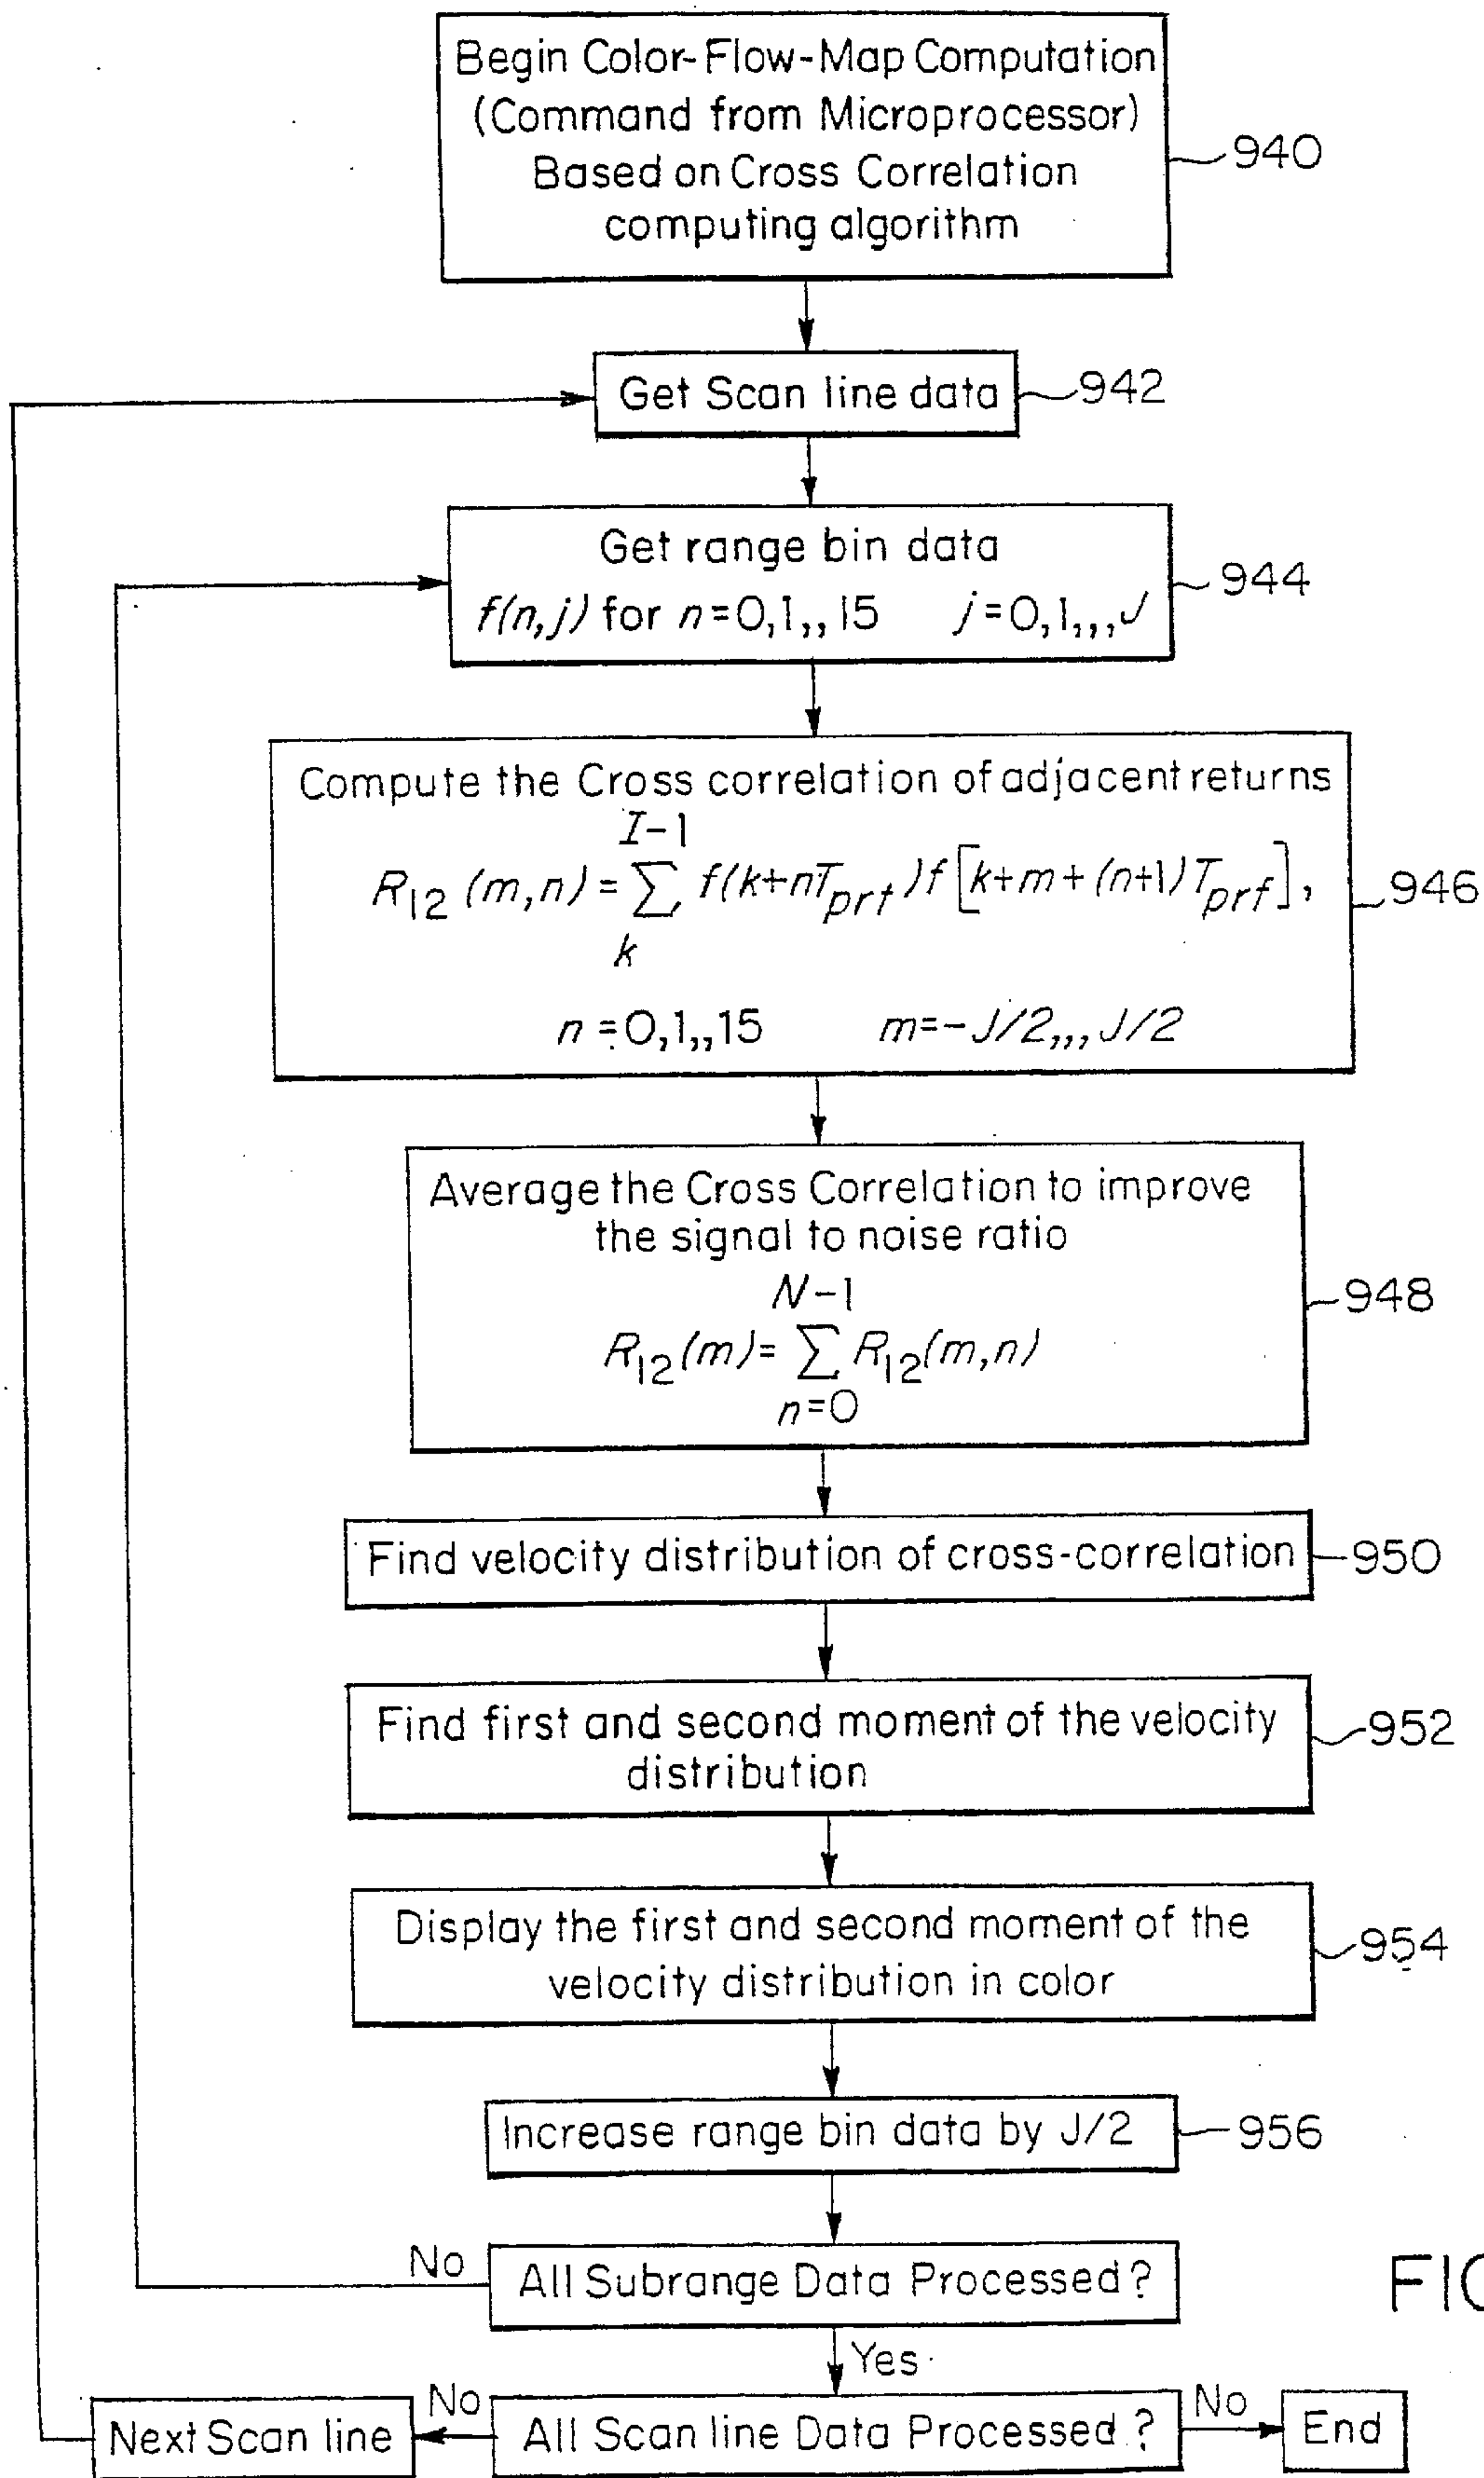 Begin Color-Flow-Map Computation
(Command from Microprocessor)
Based on Cross Correlation
computing algorithm
940
Get Scan line data
942
Get range bin data
f(n,j) for n=0,1,,15 j=0,1,,,J
944
Compute the Cross correlation of adjacent returns
I-1
R12 (m,n) = ∑ f(k+nTprf)f[k+m+(n+1)Tprf],
k
n=0,1,,15 m=-J/2,,,J/2
946
Average the Cross Correlation to improve
the signal to noise ratio
N-1
R12(m)= ∑ R12(m,n)
n=0
948
Find velocity distribution of cross-correlation
950
Find first and second moment of the velocity
distribution
952
Display the first and second moment of the
velocity distribution in color
954
Increase range bin data by J/2
956
No
All Subrange Data Processed?
Yes
Next Scan line
No
All Scan line Data Processed?
No
End